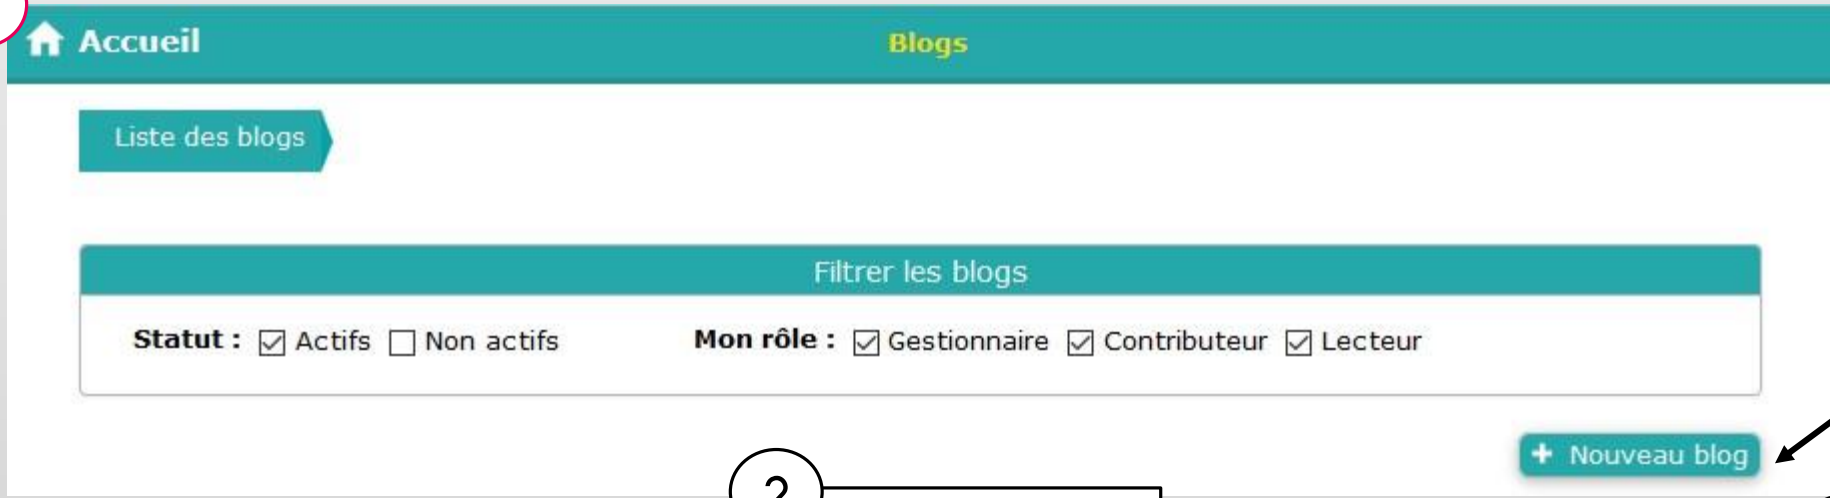 Accueil
Blogs
Liste des blogs
Filtrer les blogs
Statut : Actifs Non actifs Mon rôle : Gestionnaire Contributeur Lecteur
+ Nouveau blog
2